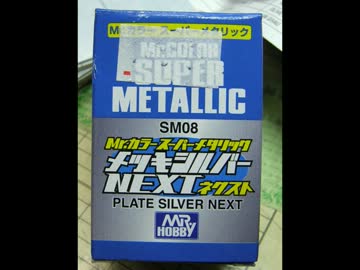 Mr.カラースーパーメタリック
Mr.COLOR
SUPER
METALLIC
SM08
Mr.カラースーパーメタリック
メッキシルバー
NEXTネクスト
PLATE SILVER NEXT
MR
HOBBY